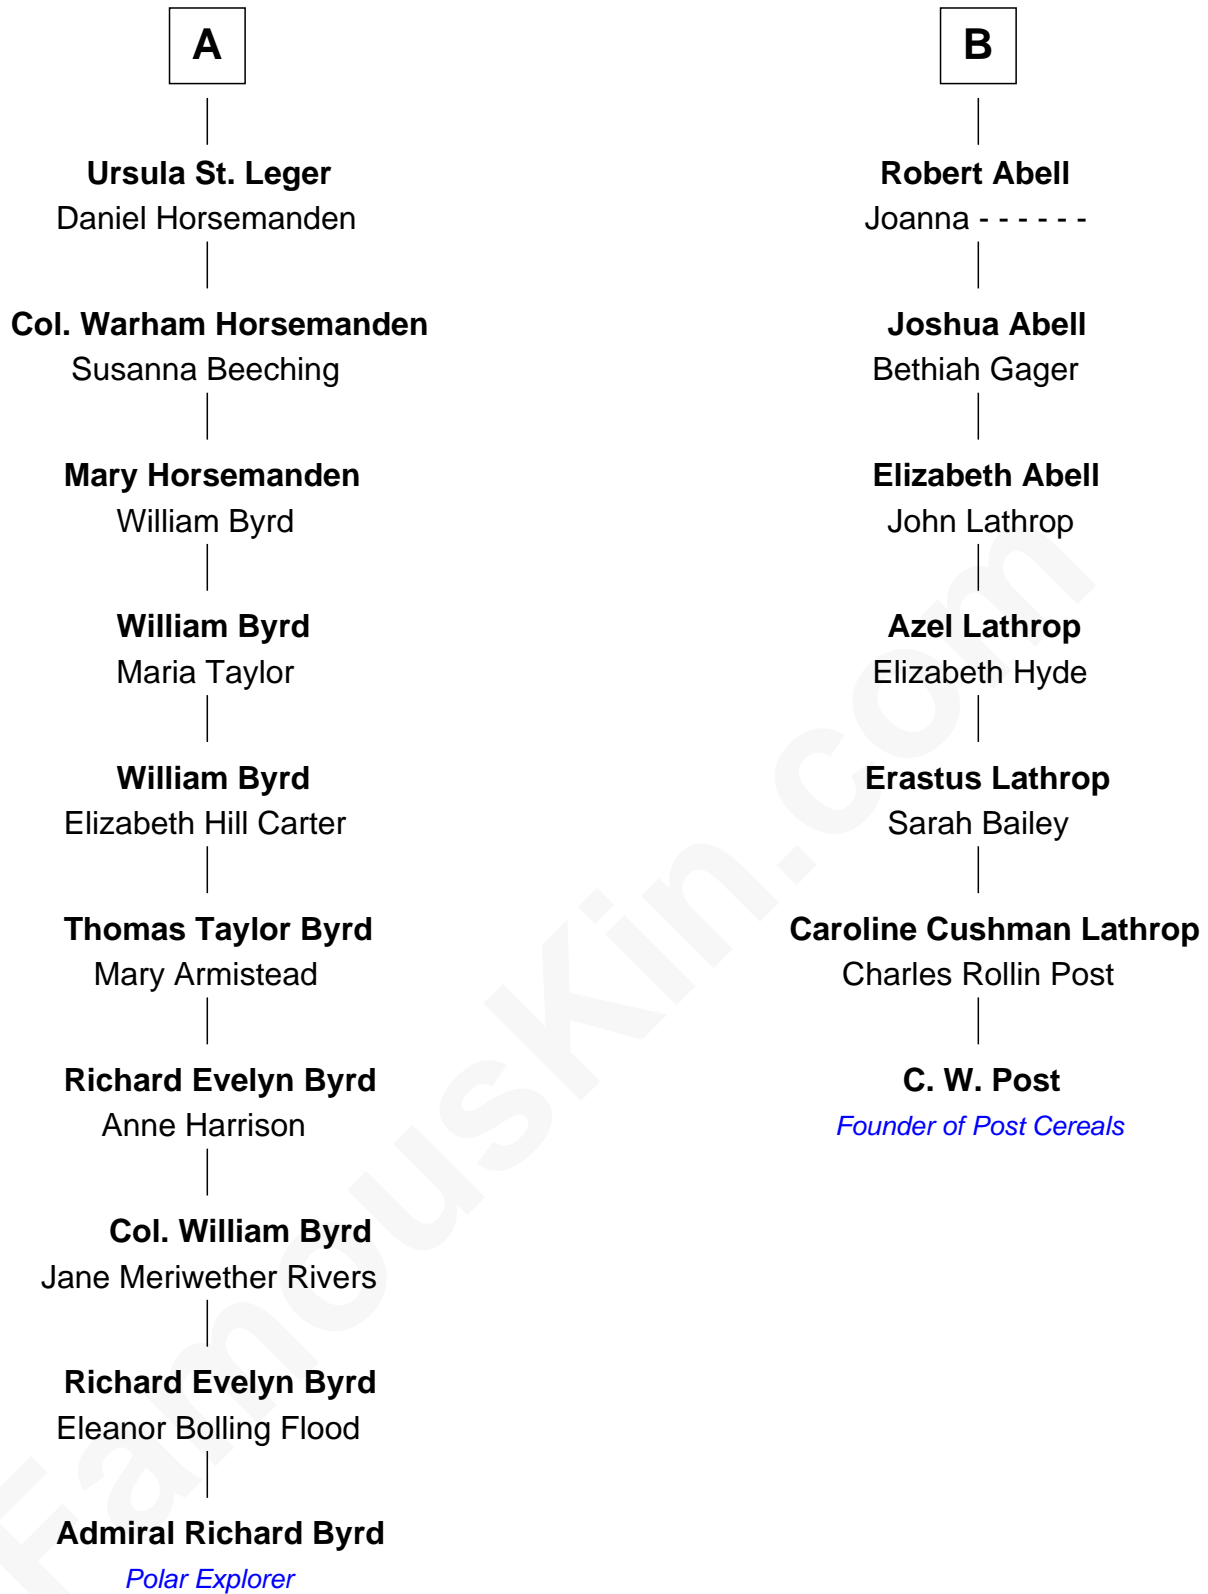 A
Ursula St. Leger
Daniel Horsemanden
Col. Warham Horsemanden
Susanna Beeching
Mary Horsemanden
William Byrd
William Byrd
Maria Taylor
William Byrd
Elizabeth Hill Carter
Thomas Taylor Byrd
Mary Armistead
Richard Evelyn Byrd
Anne Harrison
Col. William Byrd
Jane Meriwether Rivers
Richard Evelyn Byrd
Eleanor Bolling Flood
Admiral Richard Byrd
Polar Explorer
B
Robert Abell
Joanna - - - - - -
Joshua Abell
Bethiah Gager
Elizabeth Abell
John Lathrop
Azel Lathrop
Elizabeth Hyde
Erastus Lathrop
Sarah Bailey
Caroline Cushman Lathrop
Charles Rollin Post
C. W. Post
Founder of Post Cereals
FamousKin.com